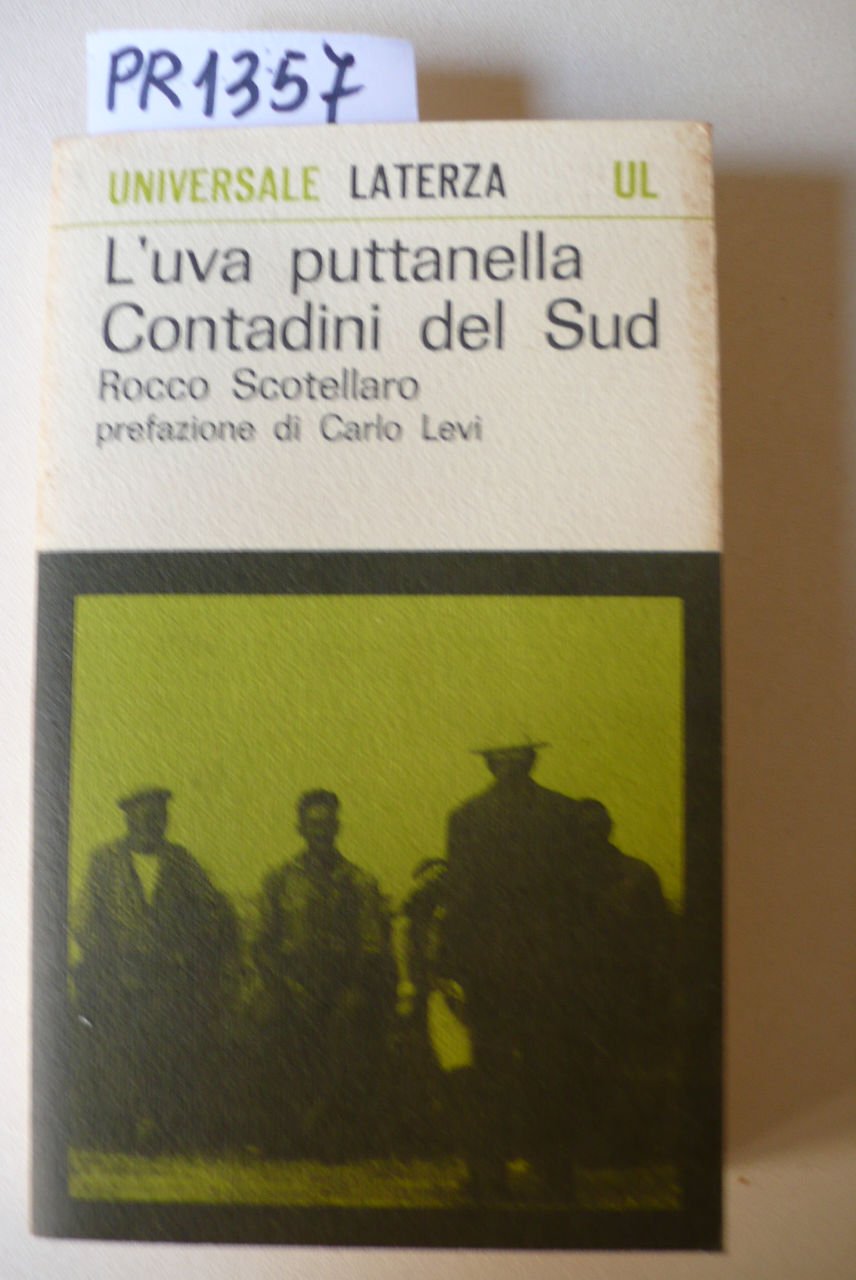 PR1357
UNIVERSALE LATERZA UL
L'uva puttanella
Contadini del Sud
Rocco Scotellaro
prefazione di Carlo Levi